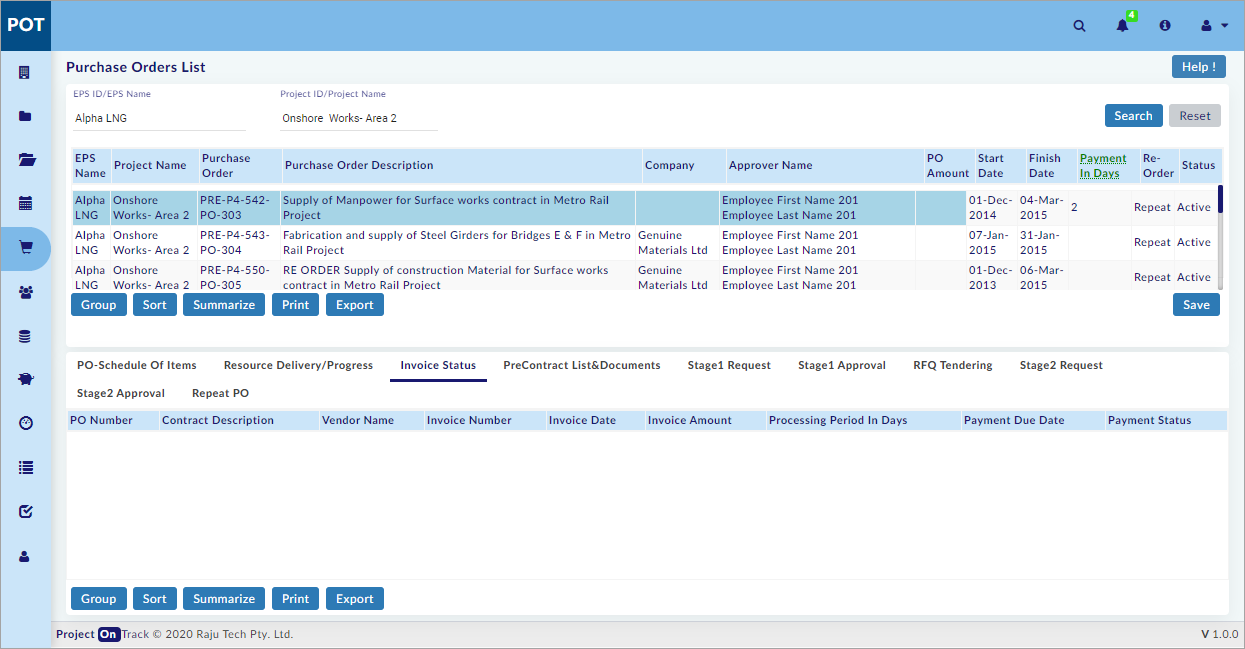 POT
4
Purchase Orders List
Help !
EPS ID/EPS Name
Project ID/Project Name
Alpha LNG
Onshore Works- Area 2
Search
Reset
EPS Name
Project Name
Purchase Order
Purchase Order Description
Company
Approver Name
PO Amount
Start Date
Finish Date
Payment In Days
Re-Order
Status
Alpha LNG
Onshore Works- Area 2
PRE-P4-542-PO-303
Supply of Manpower for Surface works contract in Metro Rail Project
Employee First Name 201
Employee Last Name 201
01-Dec-2014
04-Mar-2015
2
Repeat
Active
Alpha LNG
Onshore Works- Area 2
PRE-P4-543-PO-304
Fabrication and supply of Steel Girders for Bridges E & F in Metro Rail Project
Genuine Materials Ltd
Employee First Name 201
Employee Last Name 201
07-Jan-2015
31-Jan-2015
Repeat
Active
Alpha LNG
Onshore Works- Area 2
PRE-P4-550-PO-305
RE ORDER Supply of construction Material for Surface works contract in Metro Rail Project
Genuine Materials Ltd
Employee First Name 201
Employee Last Name 201
01-Dec-2013
06-Mar-2015
Repeat
Active
Group
Sort
Summarize
Print
Export
Save
PO-Schedule Of Items
Resource Delivery/Progress
Invoice Status
PreContract List&Documents
Stage1 Request
Stage1 Approval
RFQ Tendering
Stage2 Request
Stage2 Approval
Repeat PO
PO Number
Contract Description
Vendor Name
Invoice Number
Invoice Date
Invoice Amount
Processing Period In Days
Payment Due Date
Payment Status
Group
Sort
Summarize
Print
Export
Project On Track © 2020 Raju Tech Pty. Ltd.
V 1.0.0